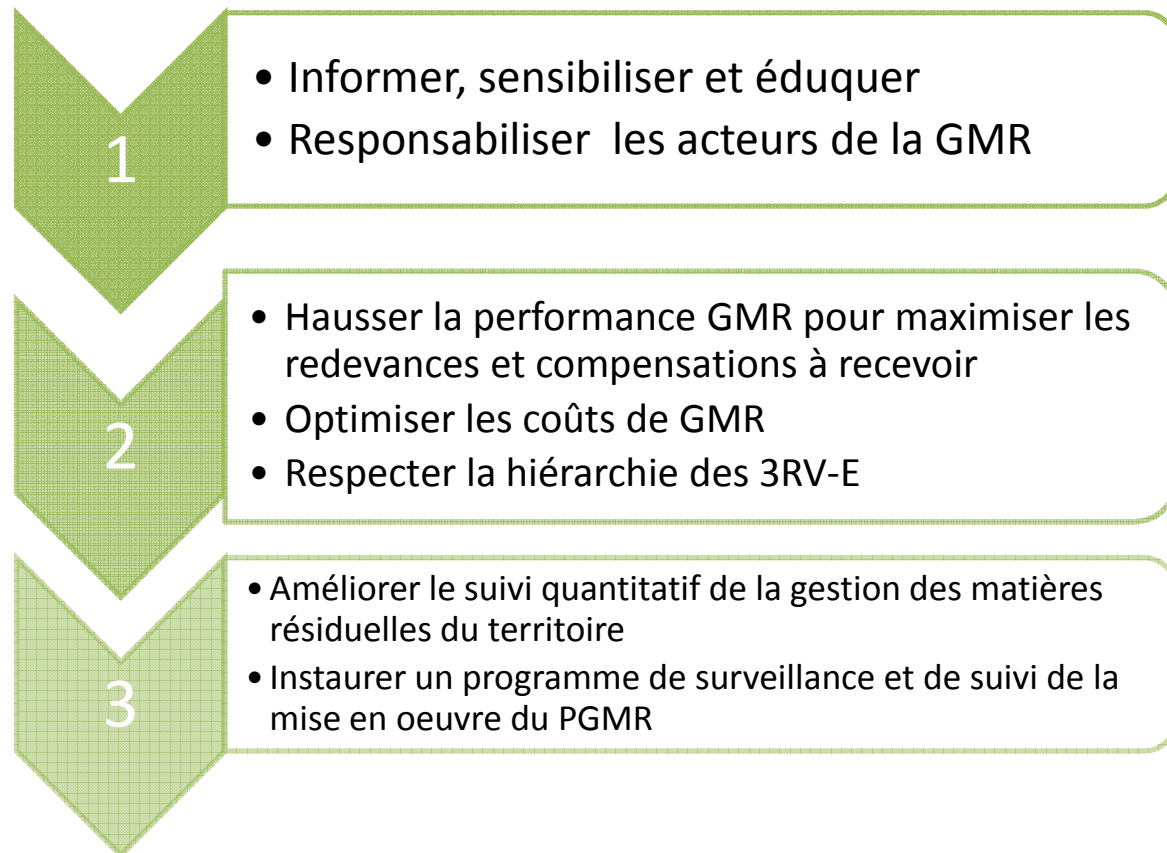 1
• Informer, sensibiliser et éduquer
• Responsabiliser les acteurs de la GMR
2
• Hausser la performance GMR pour maximiser les
redevances et compensations à recevoir
• Optimiser les coûts de GMR
• Respecter la hiérarchie des 3RV-E
3
• Améliorer le suivi quantitatif de la gestion des matières
résiduelles du territoire
• Instaurer un programme de surveillance et de suivi de la
mise en oeuvre du PGMR